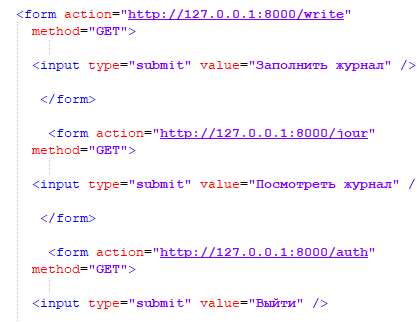 <form action="http://127.0.0.1:8000/write"
method="GET">
<input type="submit" value="Заполнить журнал" />
</form>
<form action="http://127.0.0.1:8000/jour"
method="GET">
<input type="submit" value="Посмотреть журнал" /
</form>
<form action="http://127.0.0.1:8000/auth"
method="GET">
<input type="submit" value="Выйти" />